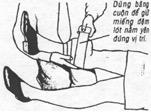 Dùng băng
cuộn để giữ
miếng đệm
lót nằm yên
đúng vị trí.